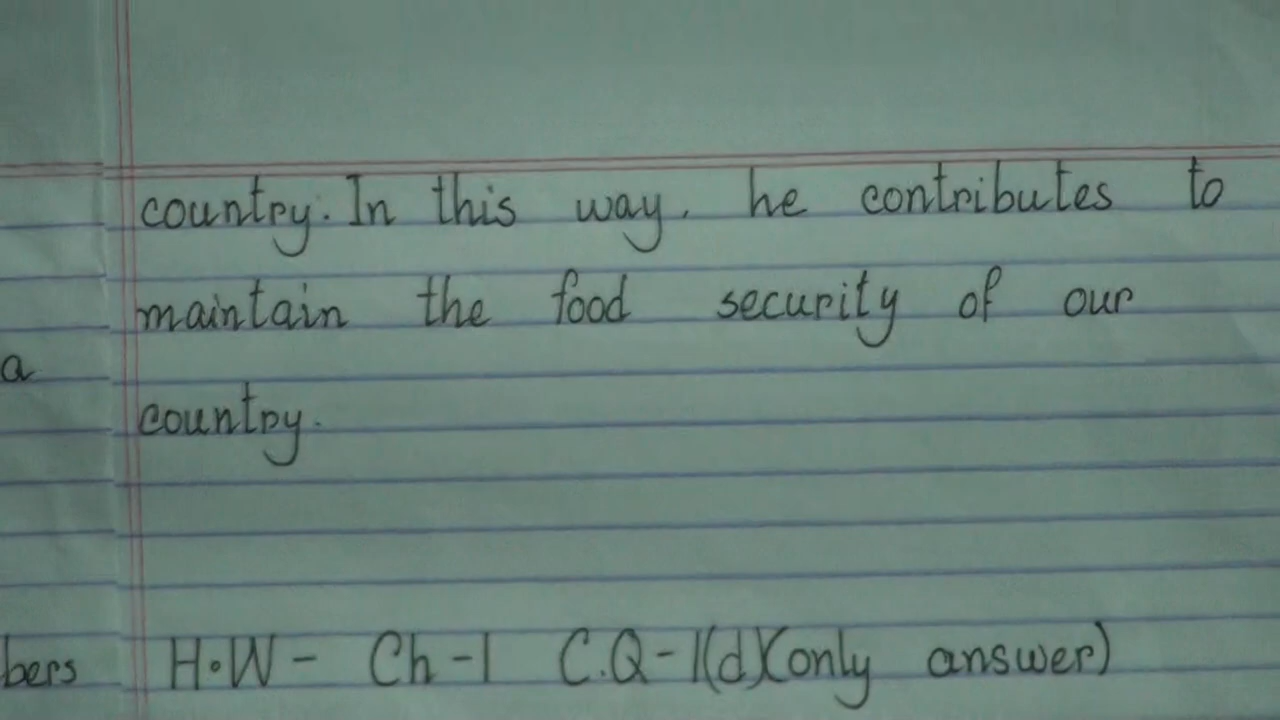 country. In this way, he contributes to
maintain the food security of our
a
country.
bers H.W - Ch-1 C.Q-1(d)(only answer)